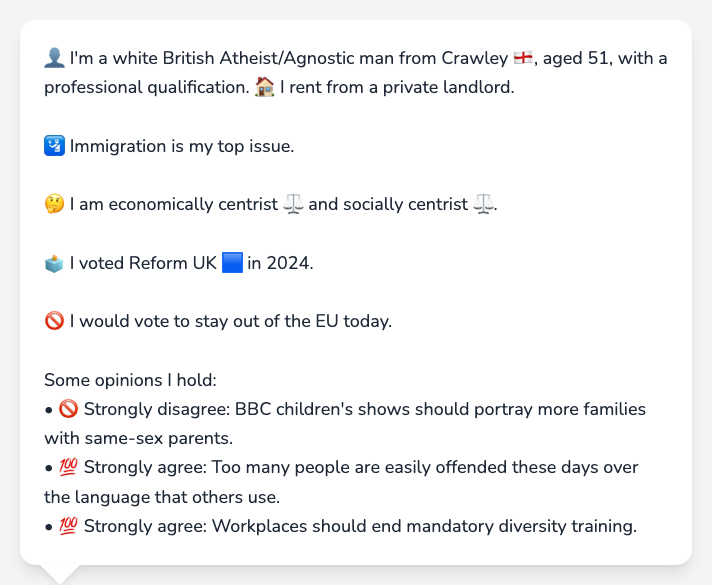 👤 I'm a white British Atheist/Agnostic man from Crawley 🏴󠁧󠁢󠁥󠁮󠁧󠁿, aged 51, with a
professional qualification. 🏠 I rent from a private landlord.
🛂 Immigration is my top issue.
🤔 I am economically centrist ⚖️ and socially centrist ⚖️.
🗳️ I voted Reform UK 🟦 in 2024.
🚫 I would vote to stay out of the EU today.
Some opinions I hold:
• 🚫 Strongly disagree: BBC children's shows should portray more families
with same-sex parents.
• 💯 Strongly agree: Too many people are easily offended these days over
the language that others use.
• 💯 Strongly agree: Workplaces should end mandatory diversity training.